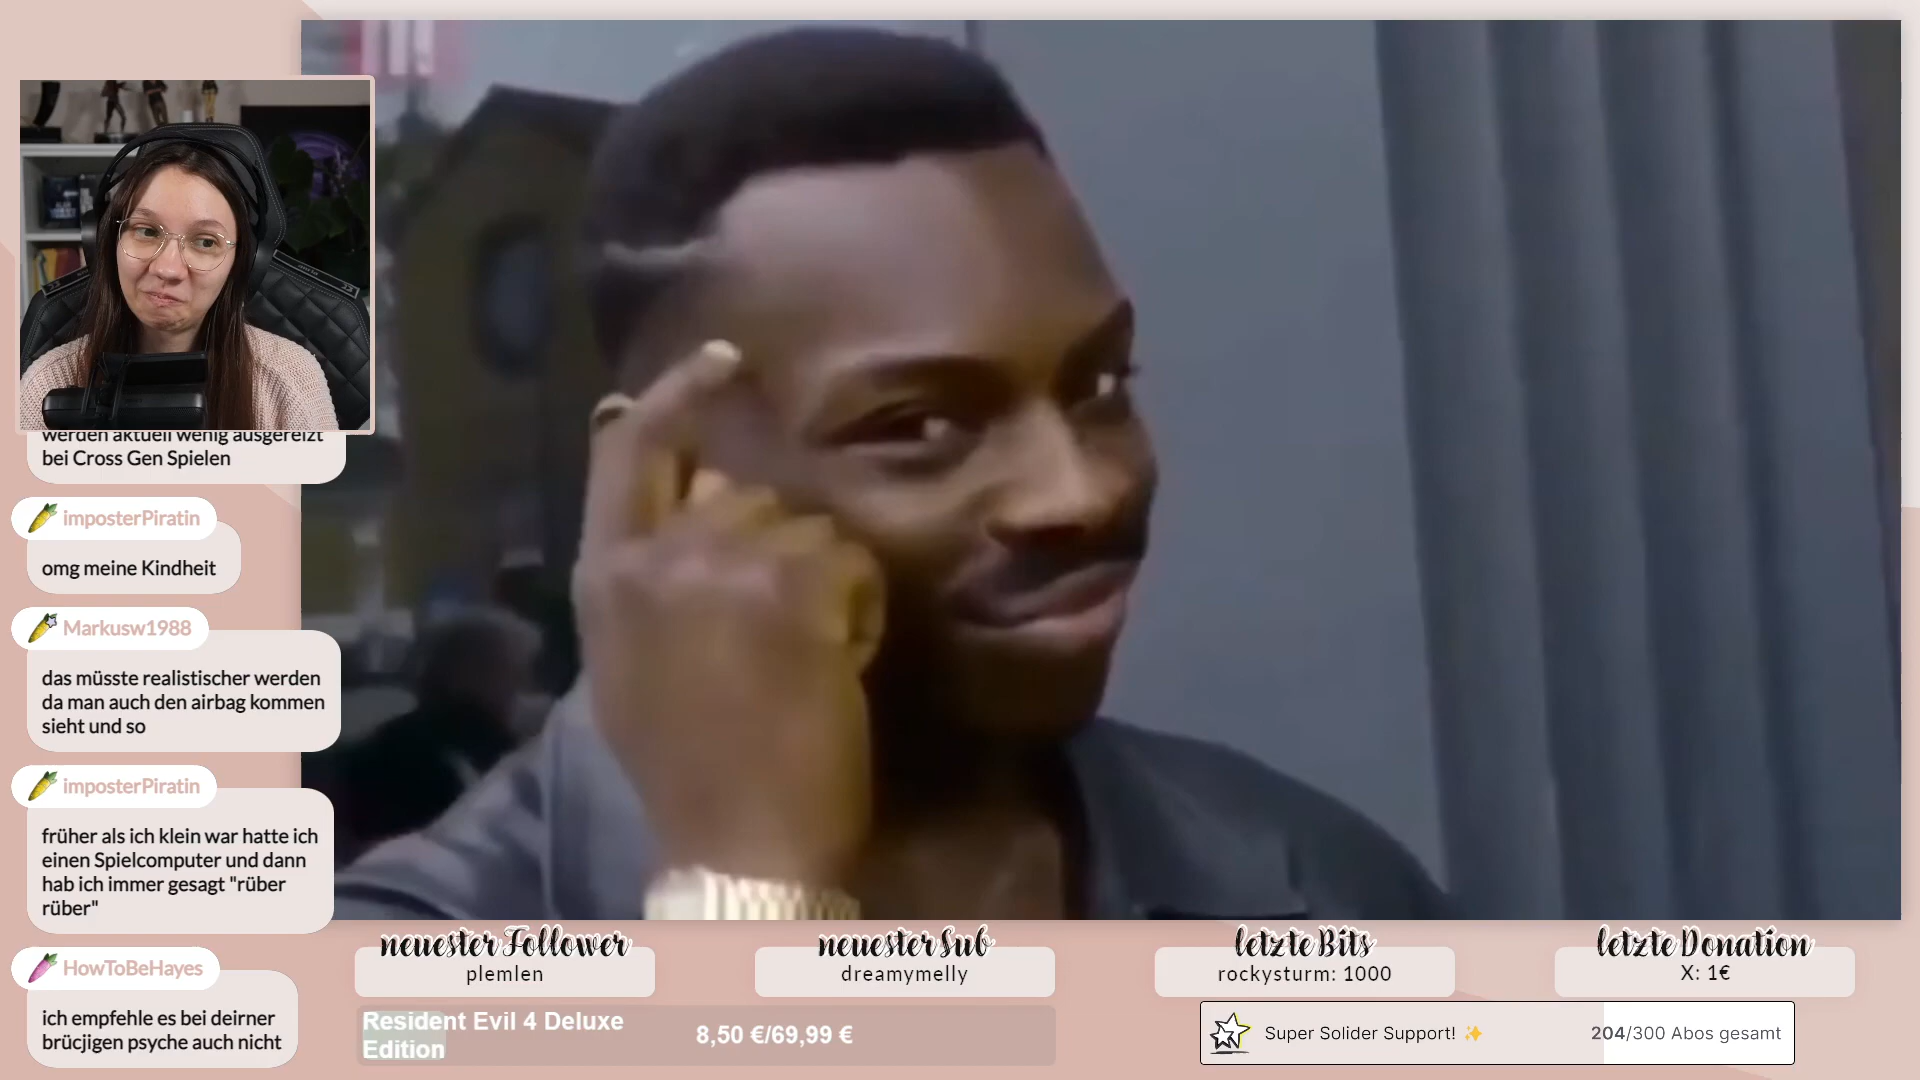 werden aktuell wenig ausgereizt
bei Cross Gen Spielen
imposterPiratin
omg meine Kindheit
Markusw1988
das müsste realistischer werden
da man auch den airbag kommen
sieht und so
imposterPiratin
früher als ich klein war hatte ich
einen Spielcomputer und dann
hab ich immer gesagt "rüber
rüber"
HowToBeHayes
ich empfehle es bei deirner
brücjigen psyche auch nicht
neuester Follower
plemlen
neuester Sub
dreamymelly
letzte Bits
rockysturm: 1000
letzte Donation
X: 1€
Resident Evil 4 Deluxe
Edition
8,50 €/69,99 €
Super Solider Support! ✨
204/300 Abos gesamt